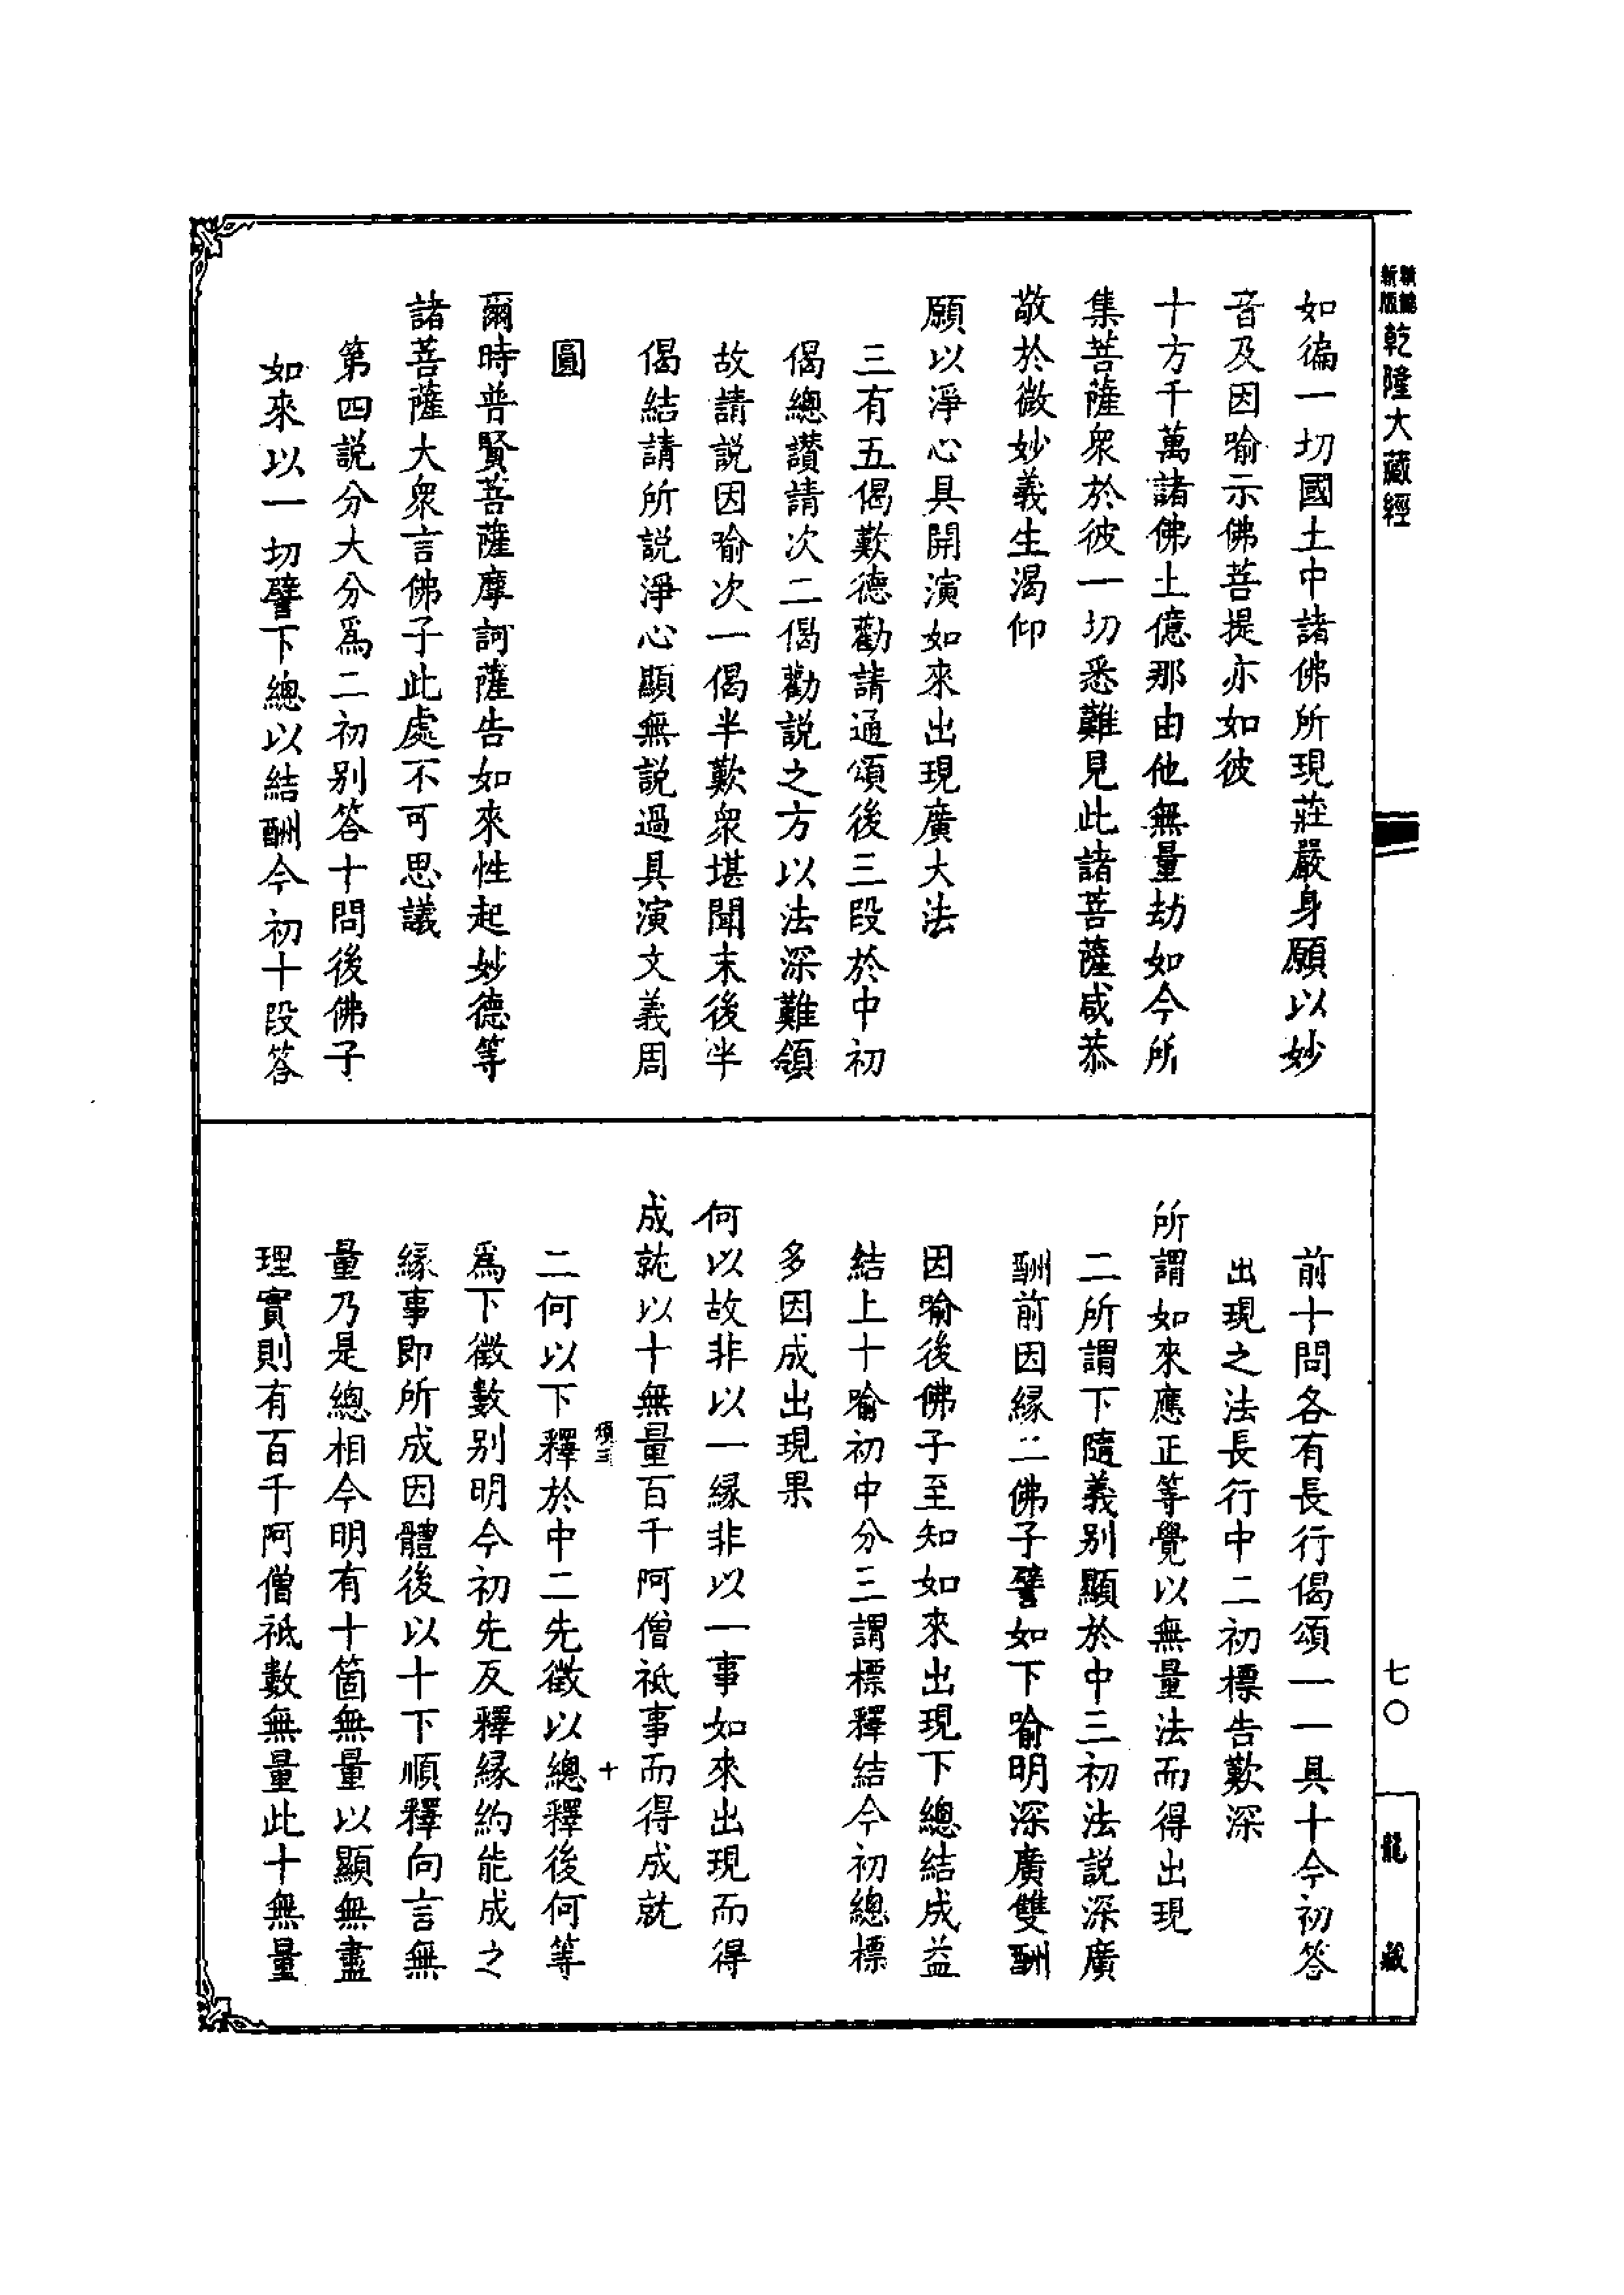 新編
新版
乾隆大藏經
七〇
龍藏
如徧一切國土中諸佛所現莊嚴身願以妙
音及因喻示佛菩提亦如彼
十方千萬諸佛土億那由他無量劫如今所
集菩薩衆於彼一切悉難見此諸菩薩咸恭
敬於微妙義生渴仰
願以淨心具開演如來出現廣大法
三有五偈歎德勸請通頌後三段於中初
偈總讚請次二偈勸説之方以法深難領
故請説因喻次一偈半歎衆堪聞末後半
偈結請所説淨心顯無説過具演文義周
圓
爾時普賢菩薩摩訶薩告如來性起妙德等
諸菩薩大衆言佛子此處不可思議
第四説分大分爲二初别答十問後佛子
如來以一切譬下總以結酬今初十段答
前十問各有長行偈頌一一具十今初答
出現之法長行中二初標告歎深
所謂如來應正等覺以無量法而得出現
二所謂下隨義别顯於中三初法説深廣
酬前因縁二佛子譬如下喻明深廣雙酬
因喻後佛子至知如來出現下總結成益
結上十喻初中分三謂標釋結今初總標
多因成出現果
何以故非以一縁非以一事如來出現而得
成就以十無量百千阿僧祇事而得成就
煩三 十
二何以下釋於中二先徵以總釋後何等
爲下徵數别明今初先反釋縁約能成之
縁事即所成因體後以十下順釋向言無
量乃是總相今明有十箇無量以顯無盡
理實則有百千阿僧祇數無量此十無量